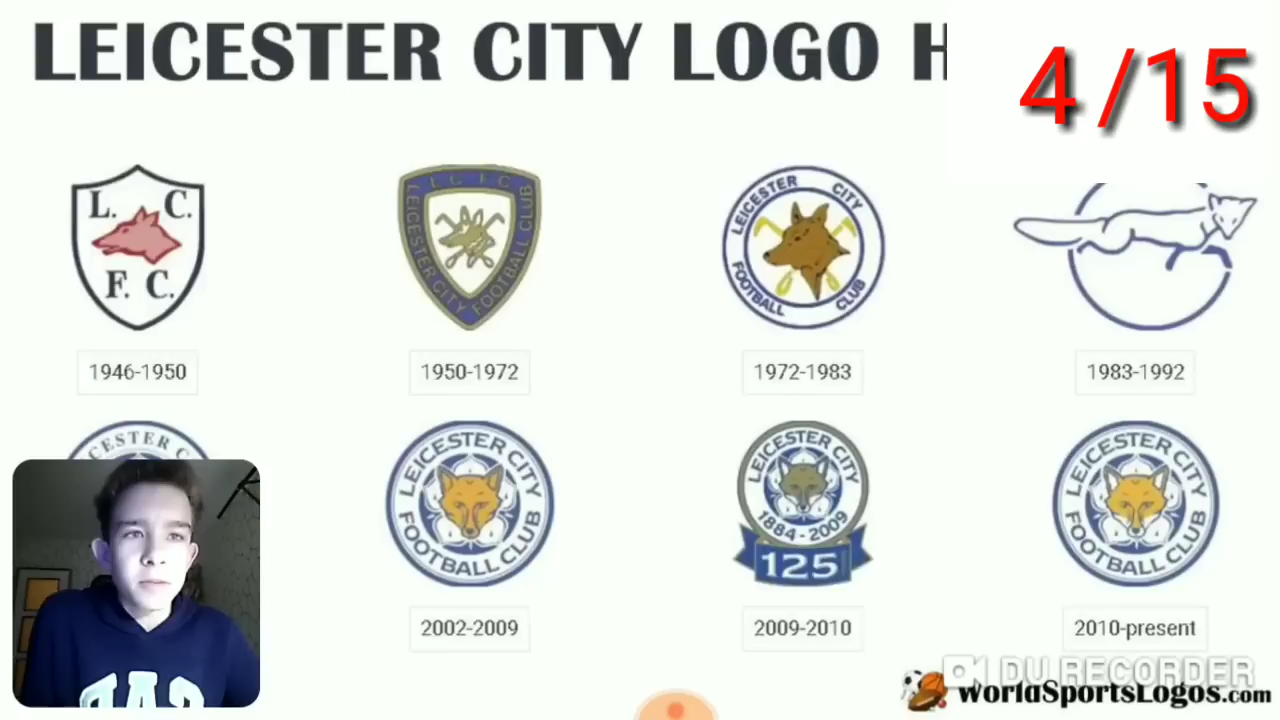 LEICESTER CITY LOGO H
4/15
L. C.
F. C.
LEICESTER CITY FOOTBALL CLUB
LEICESTER CITY
FOOTBALL CLUB
1946-1950
1950-1972
1972-1983
1983-1992
CESTER C
LEICESTER CITY
FOOTBALL CLUB
LEICESTER CITY
1884-2009
125
LEICESTER CITY
FOOTBALL CLUB
2002-2009
2009-2010
2010-present
GAP
DU RECORDER
WorldSportsLogos.com